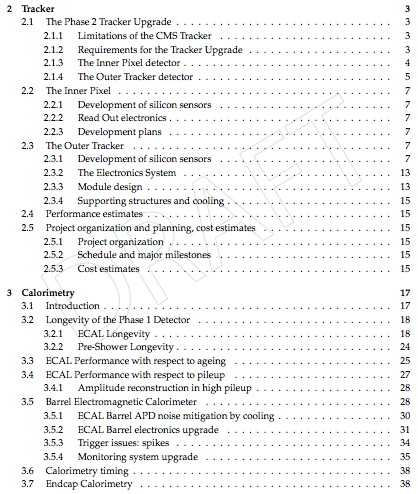 2 Tracker 3
2.1 The Phase 2 Tracker Upgrade . . . . . . . . . . . . . . . . . . . . . . . 3
2.1.1 Limitations of the CMS Tracker . . . . . . . . . . . . . . . . . . . . 3
2.1.2 Requirements for the Tracker Upgrade . . . . . . . . . . . . . . . . 3
2.1.3 The Inner Pixel detector . . . . . . . . . . . . . . . . . . . . . . . 4
2.1.4 The Outer Tracker detector . . . . . . . . . . . . . . . . . . . . . . 5
2.2 The Inner Pixel . . . . . . . . . . . . . . . . . . . . . . . . . . . . . 7
2.2.1 Development of silicon sensors . . . . . . . . . . . . . . . . . . . . 7
2.2.2 Read Out electronics . . . . . . . . . . . . . . . . . . . . . . . . . 7
2.2.3 Development plans . . . . . . . . . . . . . . . . . . . . . . . . . . 7
2.3 The Outer Tracker . . . . . . . . . . . . . . . . . . . . . . . . . . . . 7
2.3.1 Development of silicon sensors . . . . . . . . . . . . . . . . . . . . 7
2.3.2 The Electronics System . . . . . . . . . . . . . . . . . . . . . . . . 13
2.3.3 Module design . . . . . . . . . . . . . . . . . . . . . . . . . . . . 13
2.3.4 Supporting structures and cooling . . . . . . . . . . . . . . . . . . 15
2.4 Performance estimates . . . . . . . . . . . . . . . . . . . . . . . . . . 15
2.5 Project organization and planning, cost estimates . . . . . . . . . . . . 15
2.5.1 Project organization . . . . . . . . . . . . . . . . . . . . . . . . . 15
2.5.2 Schedule and major milestones . . . . . . . . . . . . . . . . . . . . 15
2.5.3 Cost estimates . . . . . . . . . . . . . . . . . . . . . . . . . . . . 15
3 Calorimetry 17
3.1 Introduction . . . . . . . . . . . . . . . . . . . . . . . . . . . . . . 17
3.2 Longevity of the Phase 1 Detector . . . . . . . . . . . . . . . . . . . . 18
3.2.1 ECAL Longevity . . . . . . . . . . . . . . . . . . . . . . . . . . . 18
3.2.2 Pre-Shower Longevity . . . . . . . . . . . . . . . . . . . . . . . . . 24
3.3 ECAL Performance with respect to ageing . . . . . . . . . . . . . . . . . 25
3.4 ECAL Performance with respect to pileup . . . . . . . . . . . . . . . . . 27
3.4.1 Amplitude reconstruction in high pileup . . . . . . . . . . . . . . . 28
3.5 Barrel Electromagnetic Calorimeter . . . . . . . . . . . . . . . . . . . 28
3.5.1 ECAL Barrel APD noise mitigation by cooling . . . . . . . . . . . . . 30
3.5.2 ECAL Barrel electronics upgrade . . . . . . . . . . . . . . . . . . . 31
3.5.3 Trigger issues: spikes . . . . . . . . . . . . . . . . . . . . . . . . 34
3.5.4 Monitoring system upgrade . . . . . . . . . . . . . . . . . . . . . . 35
3.6 Calorimetry timing . . . . . . . . . . . . . . . . . . . . . . . . . . . 38
3.7 Endcap Calorimetry . . . . . . . . . . . . . . . . . . . . . . . . . . . 38
DRAFT